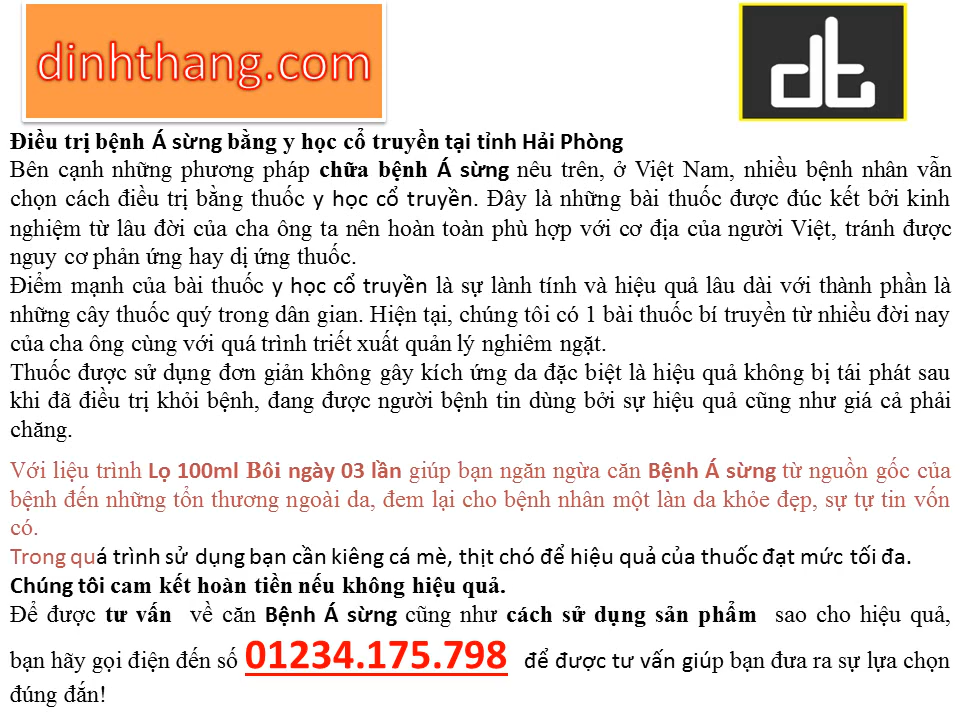 dinhthang.com
dt
Điều trị bệnh Á sừng bằng y học cổ truyền tại tỉnh Hải Phòng
Bên cạnh những phương pháp chữa bệnh Á sừng nêu trên, ở Việt Nam, nhiều bệnh nhân vẫn
chọn cách điều trị bằng thuốc y học cổ truyền. Đây là những bài thuốc được đúc kết bởi kinh
nghiệm từ lâu đời của cha ông ta nên hoàn toàn phù hợp với cơ địa của người Việt, tránh được
nguy cơ phản ứng hay dị ứng thuốc.
Điểm mạnh của bài thuốc y học cổ truyền là sự lành tính và hiệu quả lâu dài với thành phần là
những cây thuốc quý trong dân gian. Hiện tại, chúng tôi có 1 bài thuốc bí truyền từ nhiều đời nay
của cha ông cùng với quá trình triết xuất quản lý nghiêm ngặt.
Thuốc được sử dụng đơn giản không gây kích ứng da đặc biệt là hiệu quả không bị tái phát sau
khi đã điều trị khỏi bệnh, đang được người bệnh tin dùng bởi sự hiệu quả cũng như giá cả phải
chăng.
Với liệu trình Lọ 100ml Bôi ngày 03 lần giúp bạn ngăn ngừa căn Bệnh Á sừng từ nguồn gốc của
bệnh đến những tổn thương ngoài da, đem lại cho bệnh nhân một làn da khỏe đẹp, sự tự tin vốn
có.
Trong quá trình sử dụng bạn cần kiêng cá mè, thịt chó để hiệu quả của thuốc đạt mức tối đa.
Chúng tôi cam kết hoàn tiền nếu không hiệu quả.
Để được tư vấn về căn Bệnh Á sừng cũng như cách sử dụng sản phẩm sao cho hiệu quả,
bạn hãy gọi điện đến số 01234.175.798 để được tư vấn giúp bạn đưa ra sự lựa chọn
đúng đắn!